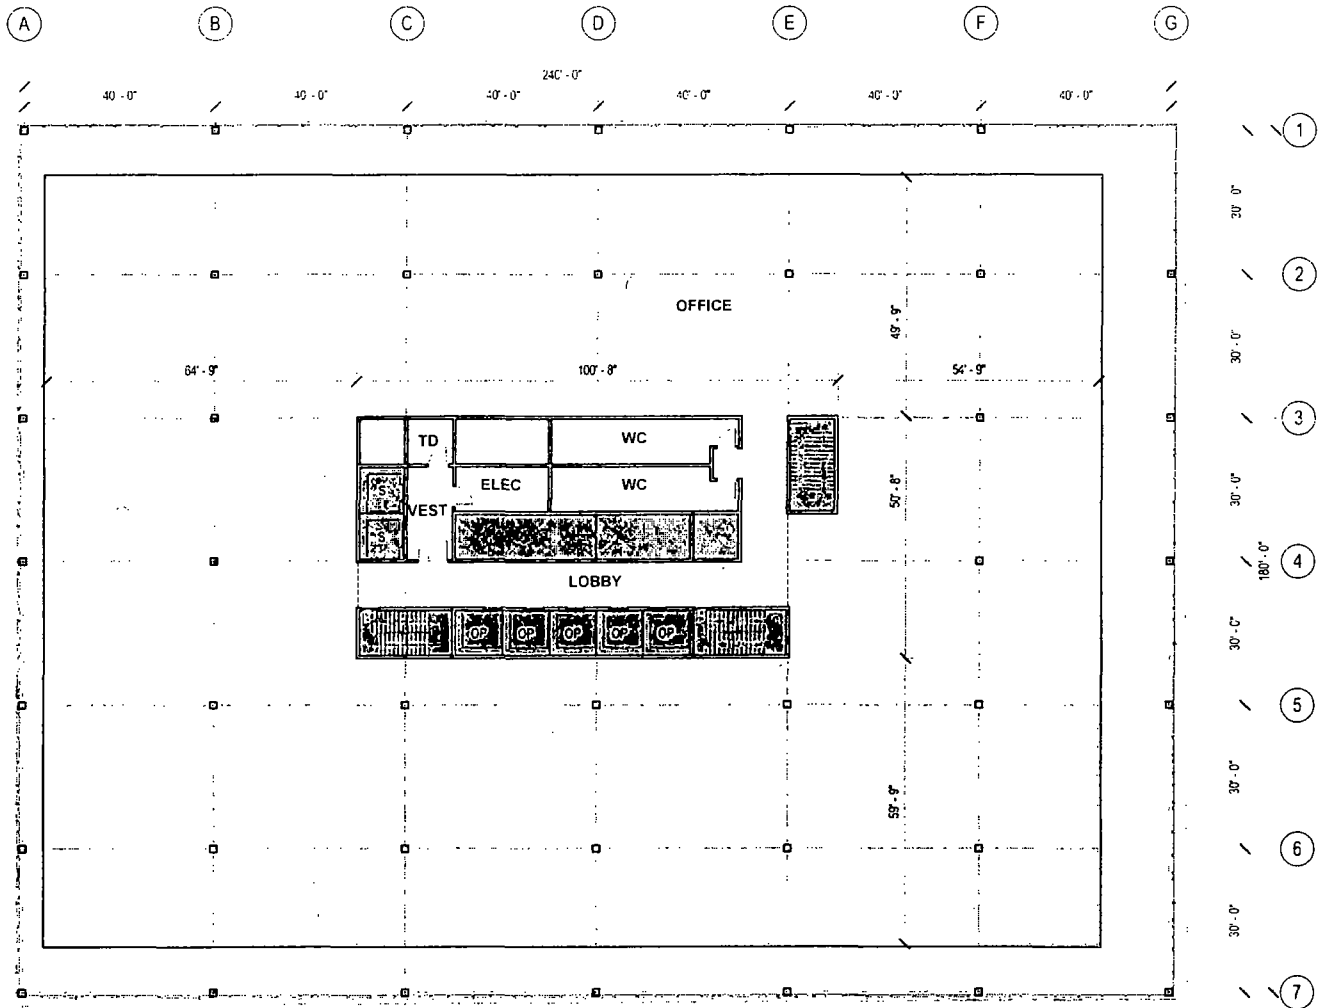 A B C D E F G
240' - 0"
40' - 0" 40' - 0" 40' - 0" 40' - 0" 40' - 0" 40' - 0"
1
30' - 0"
2
OFFICE
49' - 9"
30' - 0"
64' - 9" 100' - 8" 54' - 9"
3
TD WC
ELEC WC
S
50' - 8"
30' - 0"
VEST
S
4
180' - 0"
LOBBY
OP OP OP OP OP
30' - 0"
5
59' - 9"
30' - 0"
6
30' - 0"
7